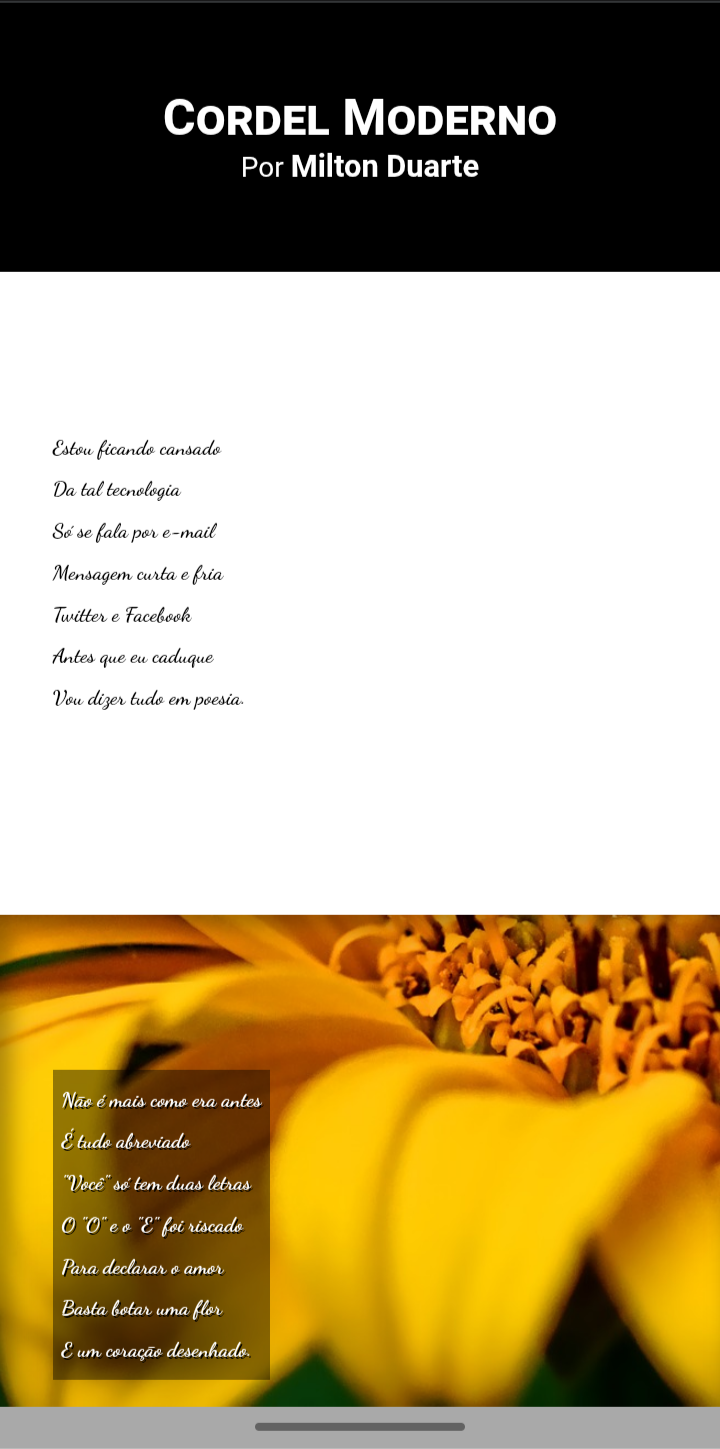 Cordel Moderno
Por Milton Duarte
Estou ficando cansado
Da tal tecnologia
Só se fala por e-mail
Mensagem curta e fria
Twitter e Facebook
Antes que eu caduque
Vou dizer tudo em poesia.
Não é mais como era antes
É tudo abreviado
"Você" só tem duas letras
O "O" e o "E" foi riscado
Para declarar o amor
Basta botar uma flor
E um coração desenhado.